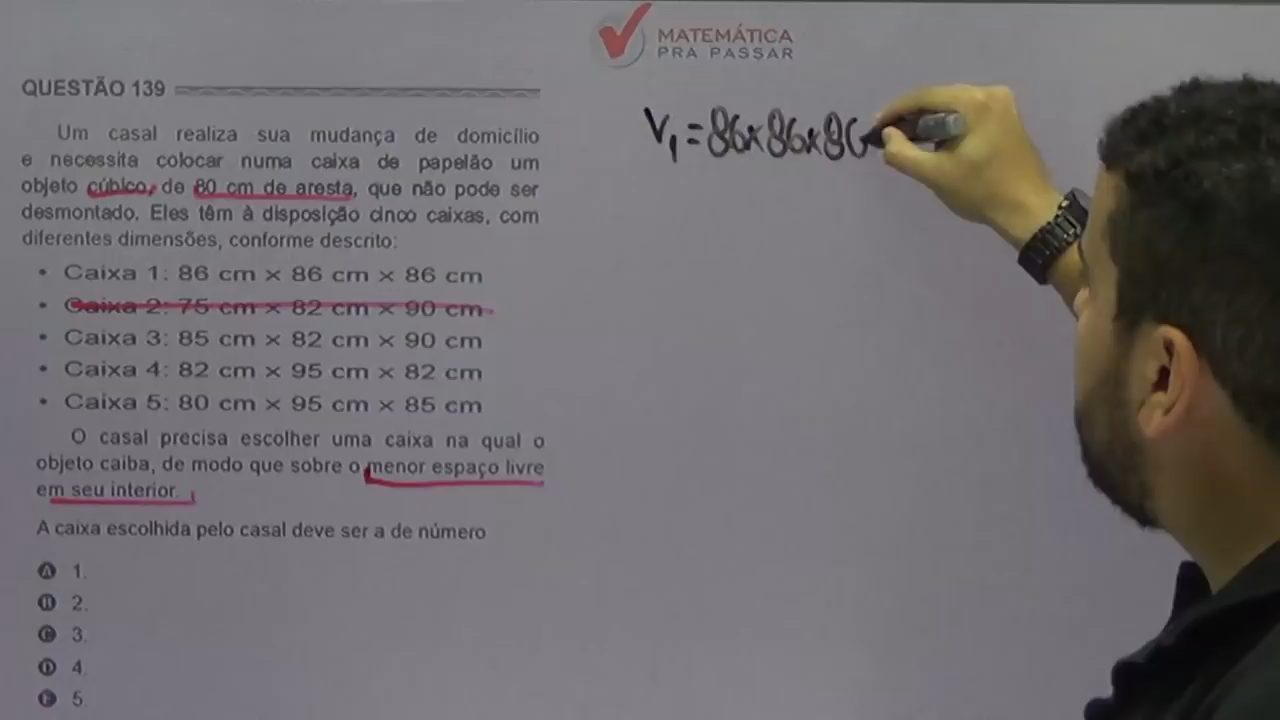 MATEMÁTICA
PRA PASSAR
QUESTÃO 139
Um casal realiza sua mudança de domicílio
e necessita colocar numa caixa de papelão um
objeto cúbico, de 80 cm de aresta, que não pode ser
desmontado. Eles têm à disposição cinco caixas, com
diferentes dimensões, conforme descrito:
• Caixa 1: 86 cm × 86 cm × 86 cm
• Caixa 2: 75 cm × 82 cm × 90 cm
• Caixa 3: 85 cm × 82 cm × 90 cm
• Caixa 4: 82 cm × 95 cm × 82 cm
• Caixa 5: 80 cm × 95 cm × 85 cm
O casal precisa escolher uma caixa na qual o
objeto caiba, de modo que sobre o menor espaço livre
em seu interior.
A caixa escolhida pelo casal deve ser a de número
A 1.
B 2.
C 3.
D 4.
E 5
V₁ = 86×86×86